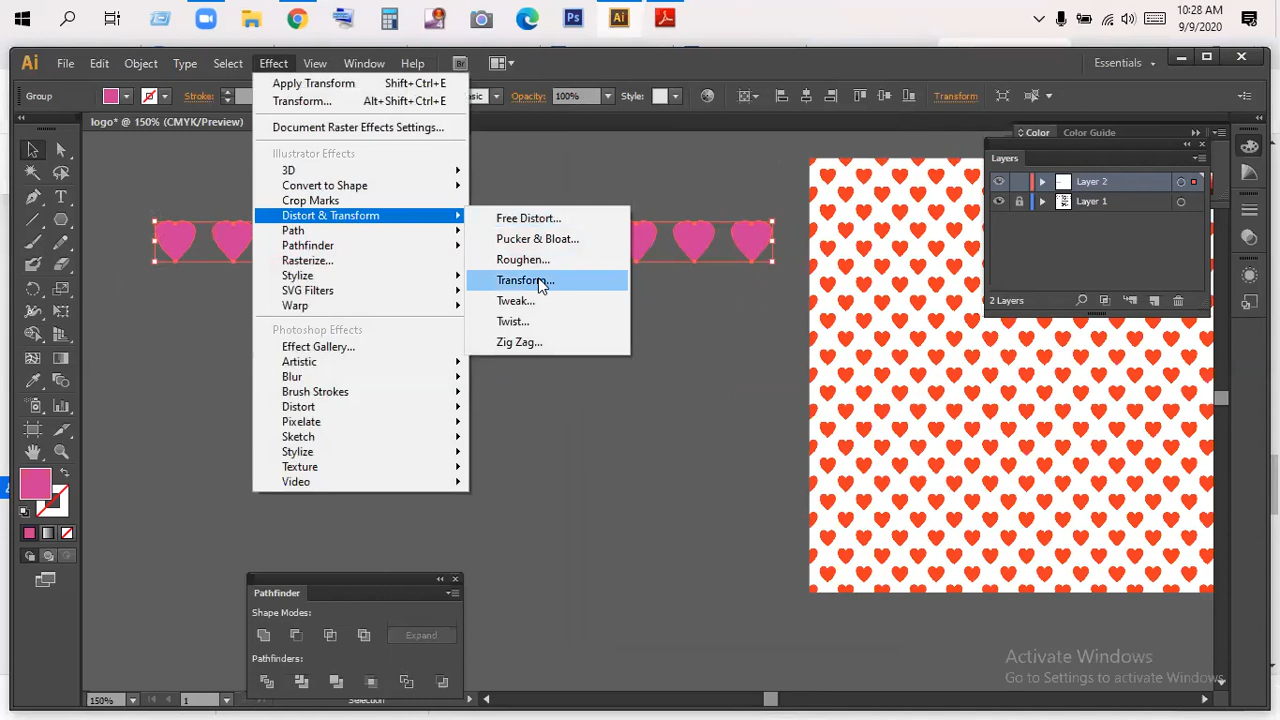 10:28 AM
9/9/2020
Ps
Ai
Ai File Edit Object Type Select Effect View Window Help Br Essentials
Group Stroke: Basic Opacity: 100% Style: Transform
logo* @ 150% (CMYK/Preview)
Apply Transform Shift+Ctrl+E
Transform... Alt+Shift+Ctrl+E
Document Raster Effects Settings...
Illustrator Effects
3D
Convert to Shape
Crop Marks
Distort & Transform
Path
Pathfinder
Rasterize...
Stylize
SVG Filters
Warp
Photoshop Effects
Effect Gallery...
Artistic
Blur
Brush Strokes
Distort
Pixelate
Sketch
Stylize
Texture
Video
Free Distort...
Pucker & Bloat...
Roughen...
Transform...
Tweak...
Twist...
Zig Zag...
Color Color Guide
Layers
Layer 2
Layer 1
2 Layers
Pathfinder
Shape Modes:
Expand
Pathfinders:
150% 1 Selection
Activate Windows
Go to Settings to activate Windows.